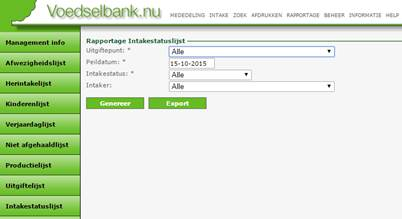 Voedselbank.nu
MEDEDELING INTAKE ZOEK AFDRUKKEN RAPPORTAGE BEHEER INFORMATIE HELP
Management info
Afwezigheidslijst
Herintakelijst
Kinderenlijst
Verjaardaglijst
Niet afgehaaldlijst
Productielijst
Uitgiftelijst
Intakestatuslijst
Rapportage Intakestatuslijst
Uitgiftepunt: * Alle
Peildatum: * 15-10-2015
Intakestatus: * Alle
Intaker: Alle
Genereer Export